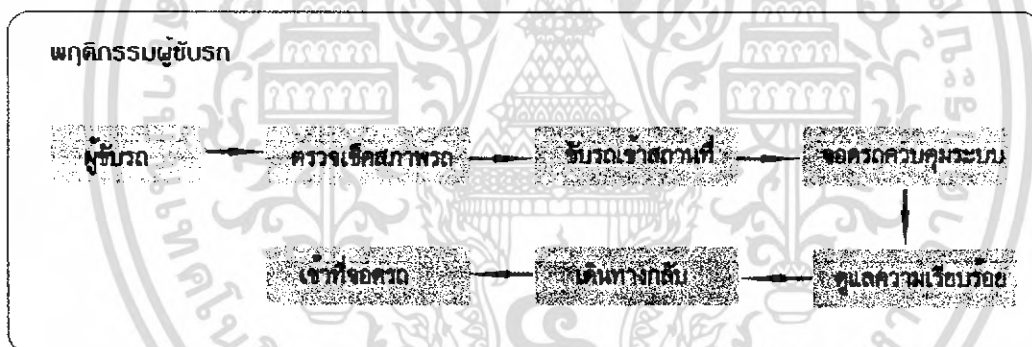 พฤติกรรมผู้ขับรถ
ผู้ขับรถ
ตรวจเช็คสภาพรถ
ขับรถเข้าสถานที่
จอดรถควบคุมระบบ
ดูแลความเรียบร้อย
เดินทางกลับ
เข้าที่จอดรถ